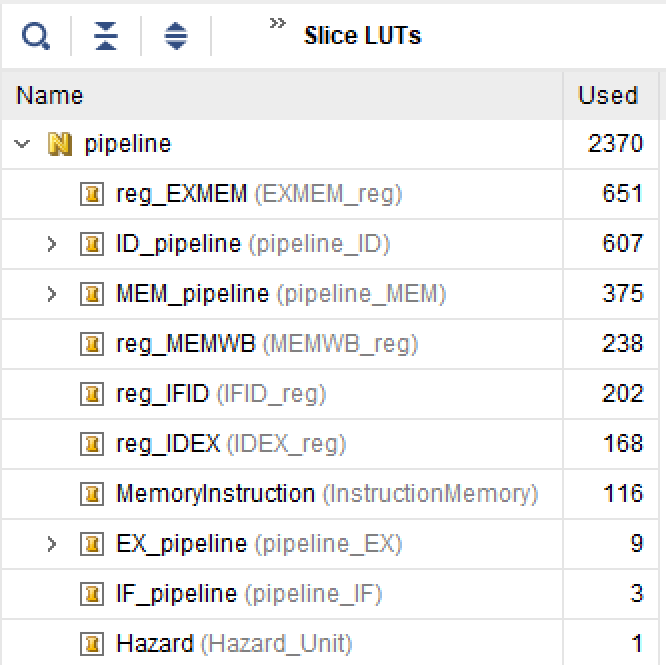 » Slice LUTs
Name Used
pipeline 2370
reg_EXMEM (EXMEM_reg) 651
ID_pipeline (pipeline_ID) 607
MEM_pipeline (pipeline_MEM) 375
reg_MEMWB (MEMWB_reg) 238
reg_IFID (IFID_reg) 202
reg_IDEX (IDEX_reg) 168
MemoryInstruction (InstructionMemory) 116
EX_pipeline (pipeline_EX) 9
IF_pipeline (pipeline_IF) 3
Hazard (Hazard_Unit) 1